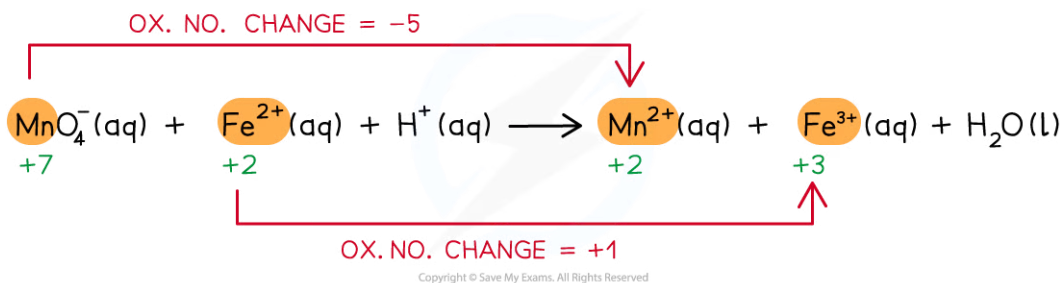 OX. NO. CHANGE = −5
MnO₄⁻(aq) + Fe²⁺(aq) + H⁺(aq) ⟶ Mn²⁺(aq) + Fe³⁺(aq) + H₂O(l)
+7 +2 +2 +3
OX. NO. CHANGE = +1
Copyright © Save My Exams. All Rights Reserved